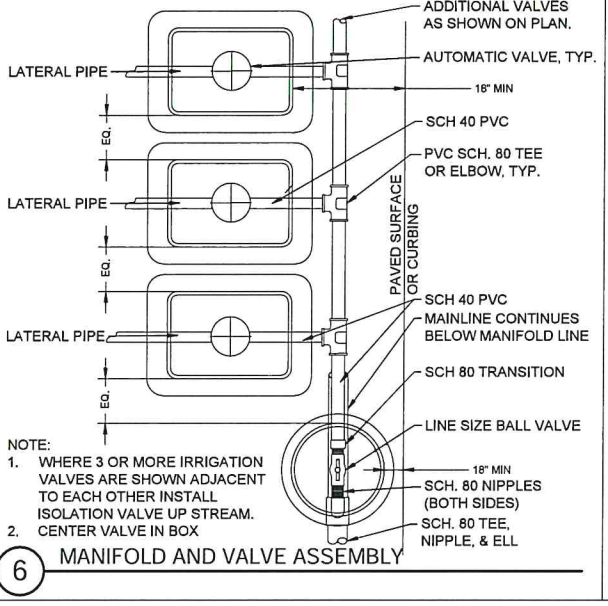 ADDITIONAL VALVES
AS SHOWN ON PLAN.
AUTOMATIC VALVE, TYP.
LATERAL PIPE
18" MIN
EQ.
SCH 40 PVC
PVC SCH. 80 TEE
OR ELBOW, TYP.
LATERAL PIPE
PAVED SURFACE
OR CURBING
EQ.
SCH 40 PVC
MAINLINE CONTINUES
BELOW MANIFOLD LINE
LATERAL PIPE
SCH 80 TRANSITION
EQ.
LINE SIZE BALL VALVE
NOTE:
1. WHERE 3 OR MORE IRRIGATION
VALVES ARE SHOWN ADJACENT
TO EACH OTHER INSTALL
ISOLATION VALVE UP STREAM.
2. CENTER VALVE IN BOX
18" MIN
SCH. 80 NIPPLES
(BOTH SIDES)
SCH. 80 TEE,
NIPPLE, & ELL
6 MANIFOLD AND VALVE ASSEMBLY